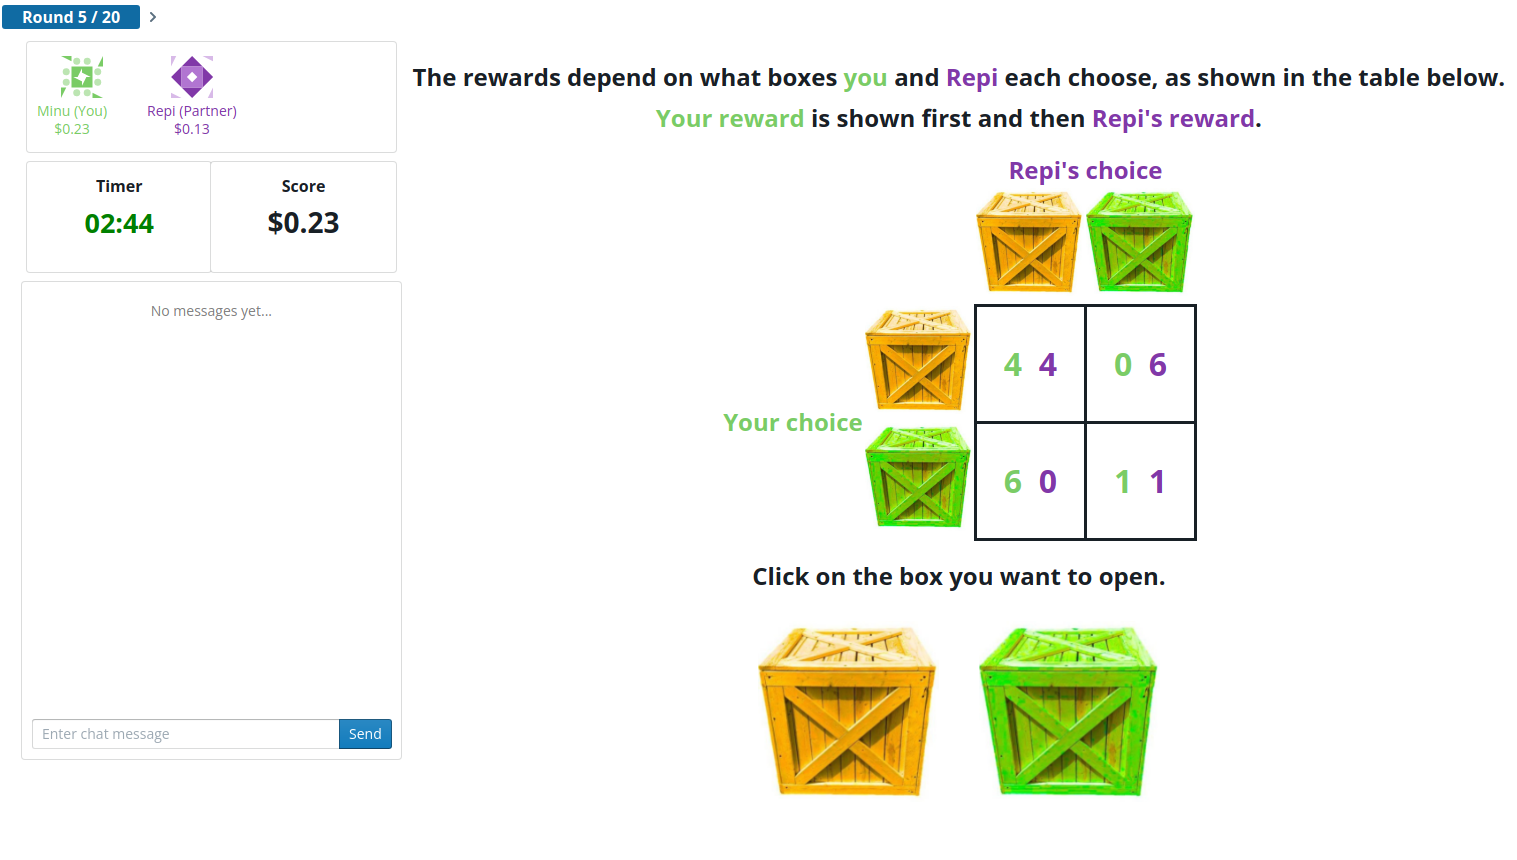 Round 5 / 20
Minu (You)
$0.23
Repi (Partner)
$0.13
Timer
02:44
Score
$0.23
No messages yet...
Enter chat message
Send
The rewards depend on what boxes you and Repi each choose, as shown in the table below.
Your reward is shown first and then Repi's reward.
Repi's choice
Your choice
4 4
0 6
6 0
1 1
Click on the box you want to open.